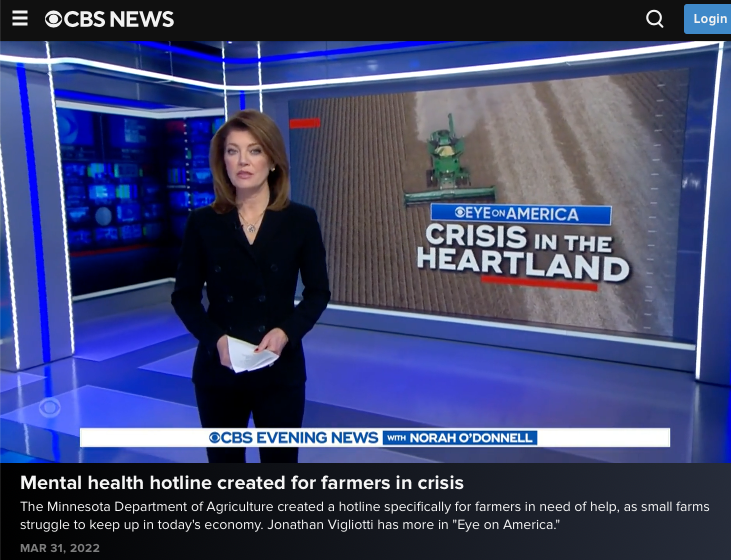 CBS NEWS
Login
EYE ON AMERICA
CRISIS IN THE
HEARTLAND
CBS EVENING NEWS WITH NORAH O'DONNELL
Mental health hotline created for farmers in crisis
The Minnesota Department of Agriculture created a hotline specifically for farmers in need of help, as small farms
struggle to keep up in today's economy. Jonathan Vigliotti has more in "Eye on America."
MAR 31, 2022